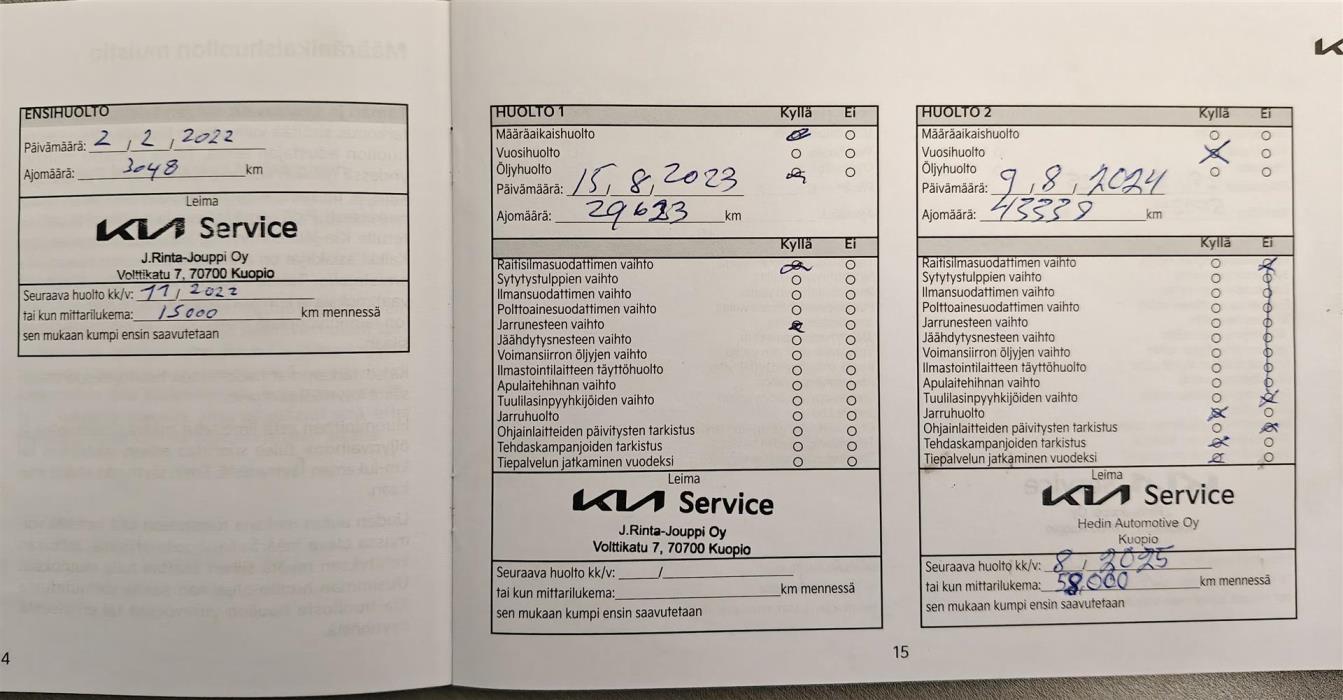 ENSIHUOLTO
Päivämäärä: 2 / 2 / 2022
Ajomäärä: 3048 km
Leima
KIA Service
J.Rinta-Jouppi Oy
Volttikatu 7, 70700 Kuopio
Seuraava huolto kk/v: 11 / 2022
tai kun mittarilukema: 15000 km mennessä
sen mukaan kumpi ensin saavutetaan
4
HUOLTO 1 Kyllä Ei
Määräaikaishuolto
Vuosihuolto
Öljyhuolto
Päivämäärä: 15 / 8 / 2023
Ajomäärä: 29623 km
Kyllä Ei
Raitisilmasuodattimen vaihto
Sytytystulppien vaihto
Ilmansuodattimen vaihto
Polttoainesuodattimen vaihto
Jarrunesteen vaihto
Jäähdytysnesteen vaihto
Voimansiirron öljyjen vaihto
Ilmastointilaitteen täyttöhuolto
Apulaitehihnan vaihto
Tuulilasinpyyhkijöiden vaihto
Jarruhuolto
Ohjainlaitteiden päivitysten tarkistus
Tehdaskampanjoiden tarkistus
Tiepalvelun jatkaminen vuodeksi
Leima
KIA Service
J.Rinta-Jouppi Oy
Volttikatu 7, 70700 Kuopio
Seuraava huolto kk/v: /
tai kun mittarilukema: km mennessä
sen mukaan kumpi ensin saavutetaan
15
KIA
HUOLTO 2 Kyllä Ei
Määräaikaishuolto
Vuosihuolto
Öljyhuolto
Päivämäärä: 9 / 8 / 2024
Ajomäärä: 43339 km
Kyllä Ei
Raitisilmasuodattimen vaihto
Sytytystulppien vaihto
Ilmansuodattimen vaihto
Polttoainesuodattimen vaihto
Jarrunesteen vaihto
Jäähdytysnesteen vaihto
Voimansiirron öljyjen vaihto
Ilmastointilaitteen täyttöhuolto
Apulaitehihnan vaihto
Tuulilasinpyyhkijöiden vaihto
Jarruhuolto
Ohjainlaitteiden päivitysten tarkistus
Tehdaskampanjoiden tarkistus
Tiepalvelun jatkaminen vuodeksi
Leima
KIA Service
Hedin Automotive Oy
Kuopio
Seuraava huolto kk/v: 8 / 2025
tai kun mittarilukema: 58000 km mennessä
sen mukaan kumpi ensin saavutetaan